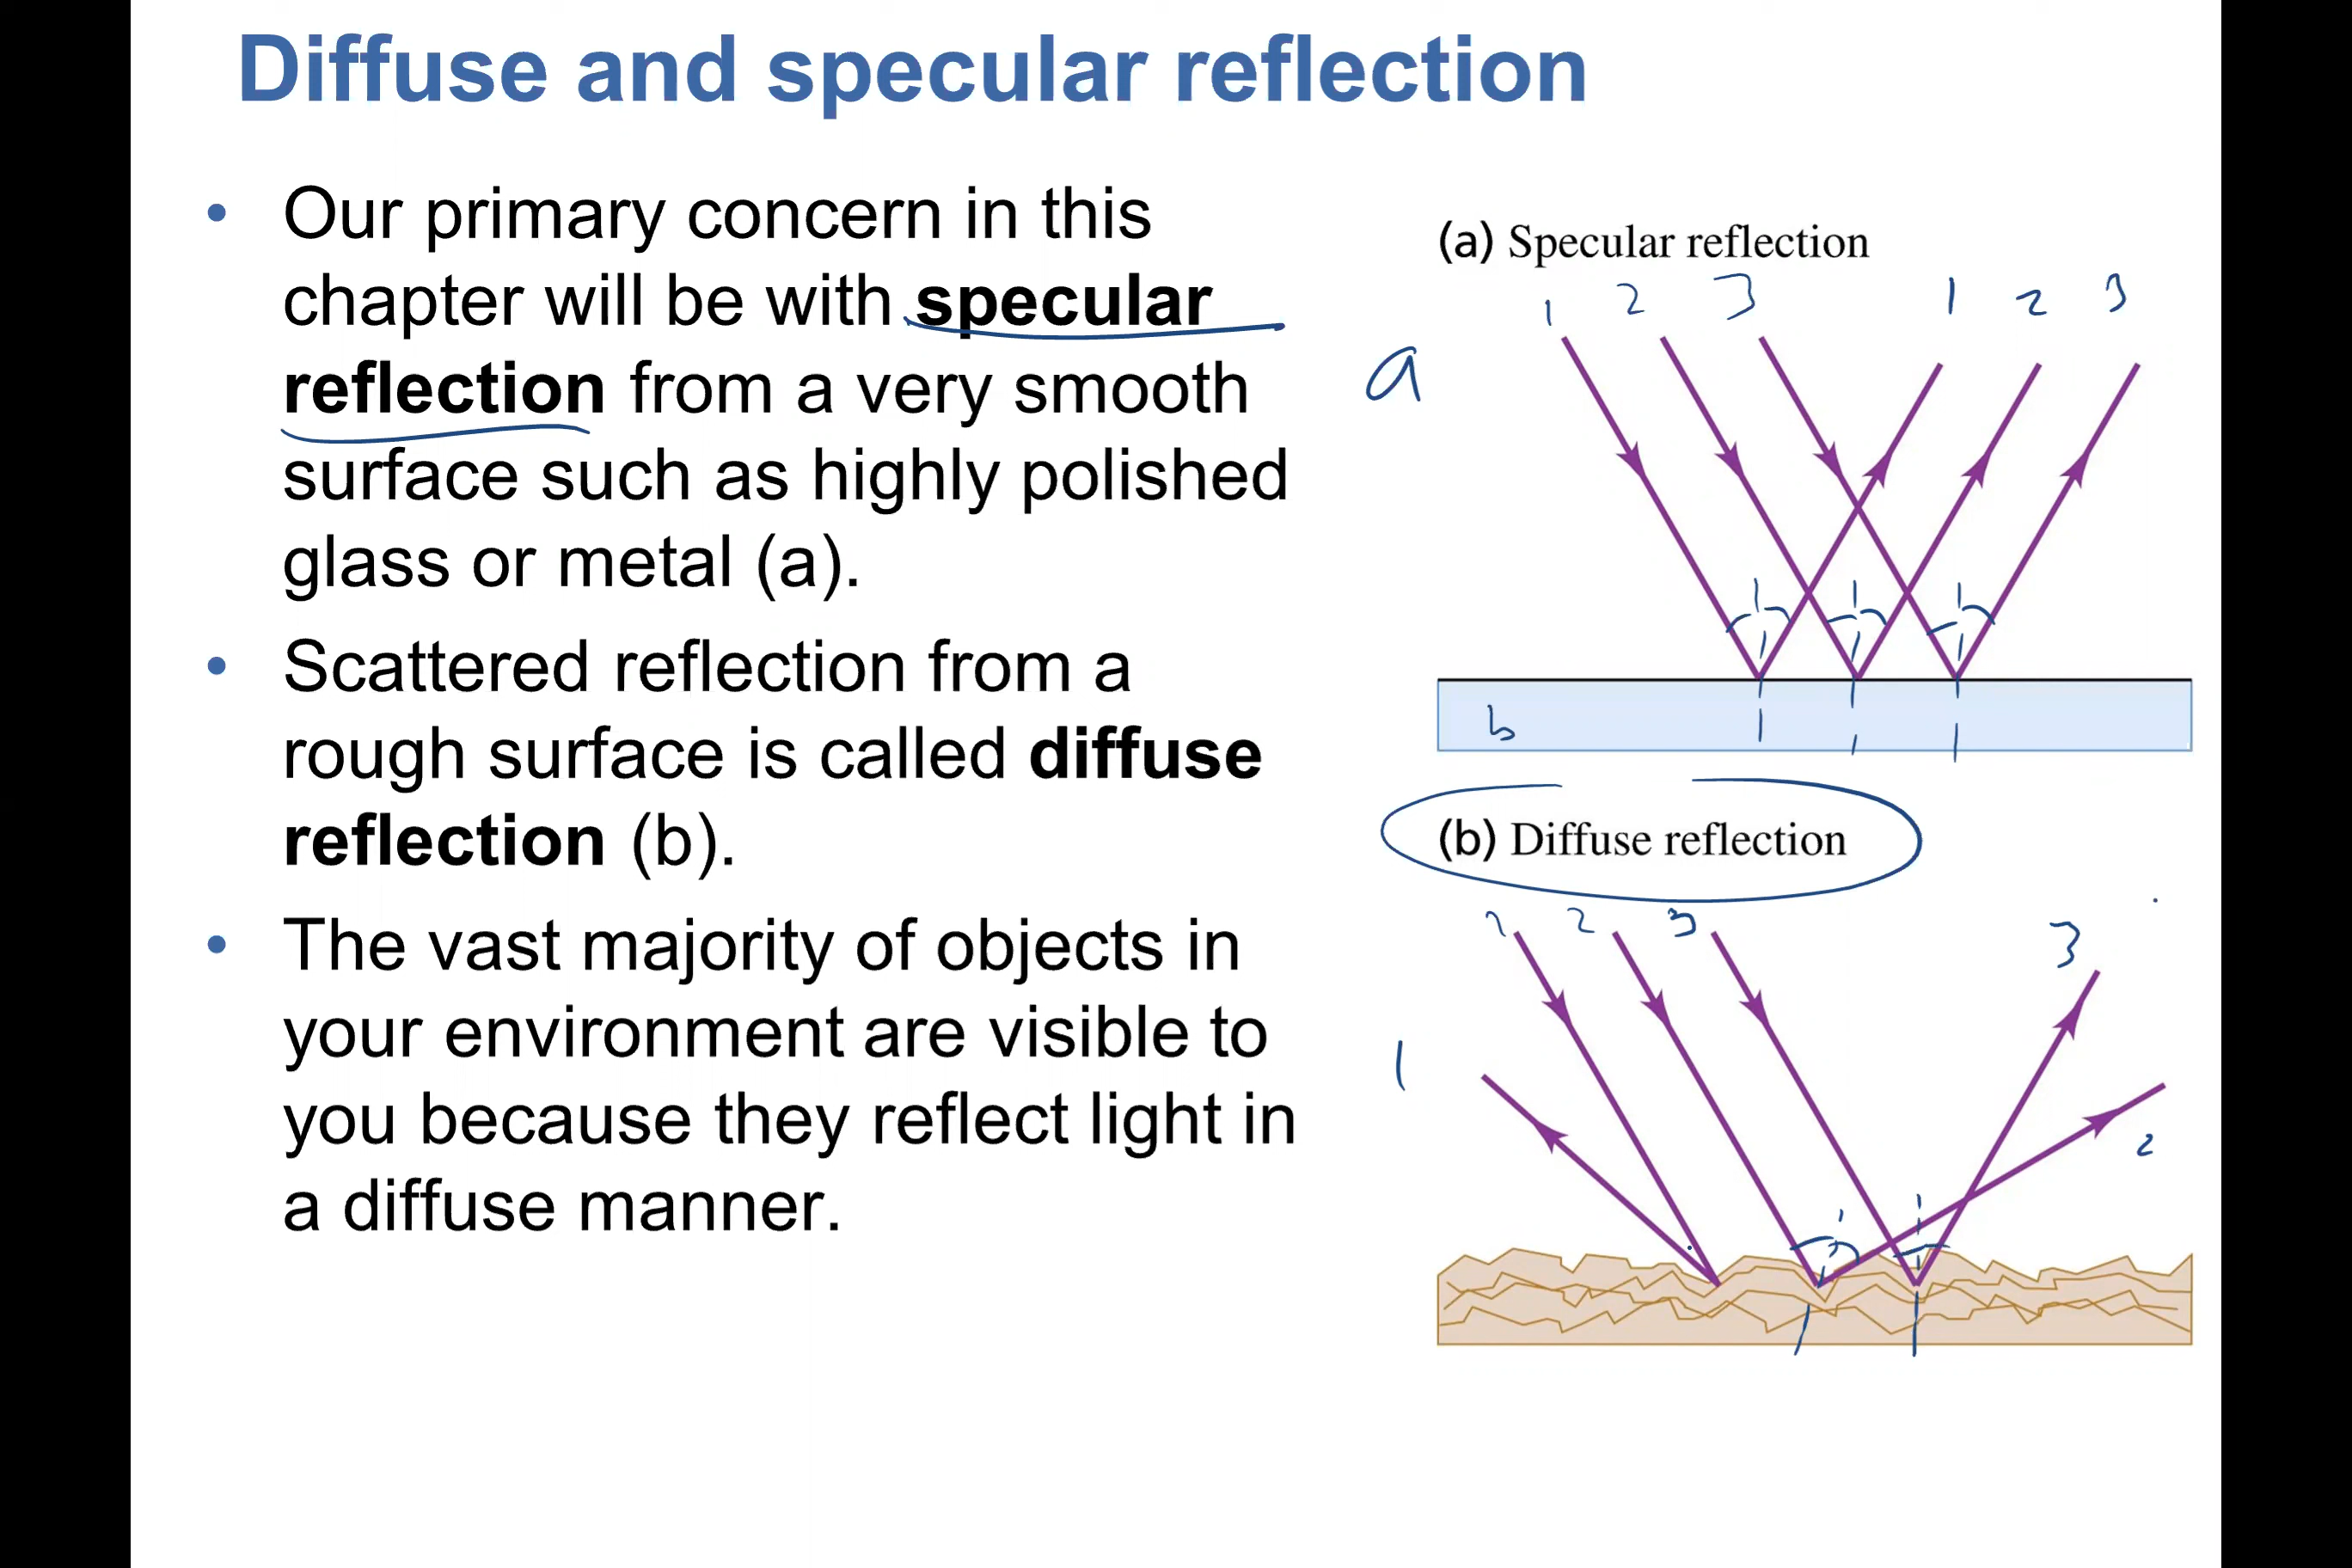 Diffuse and specular reflection
• Our primary concern in this
chapter will be with specular
reflection from a very smooth
surface such as highly polished
glass or metal (a).
• Scattered reflection from a
rough surface is called diffuse
reflection (b).
• The vast majority of objects in
your environment are visible to
you because they reflect light in
a diffuse manner.
(a) Specular reflection
1 2 3 1 2 3
a
b
(b) Diffuse reflection
1 2 3 3
1
2